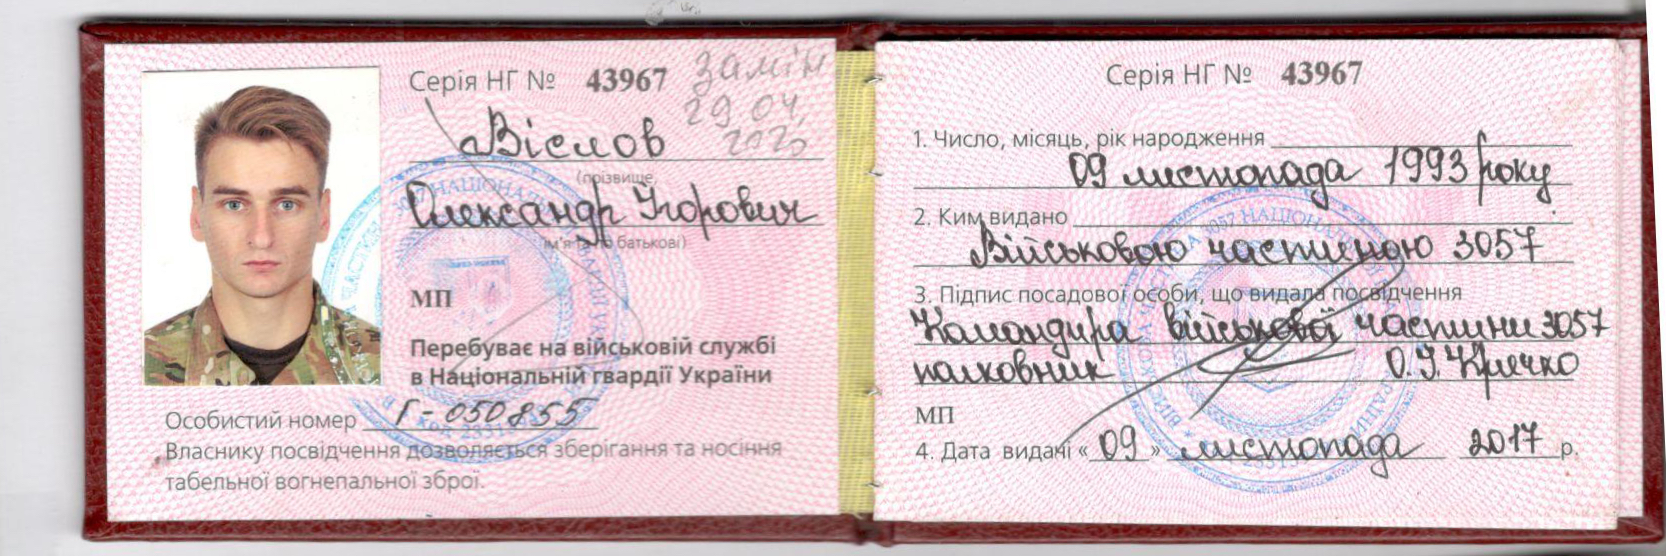 Серія НГ № 43967
замін
29.04.
2020
Віслов
(прізвище,
Олександр Ігорович
ім'я та по батькові)
МП
Перебуває на військовій службі
в Національній гвардії України
Особистий номер Г-050855
Власнику посвідчення дозволяється зберігання та носіння
табельної вогнепальної зброї.
Серія НГ № 43967
1. Число, місяць, рік народження
09 листопада 1993 року
2. Ким видано
Військовою частиною 3057
3. Підпис посадової особи, що видала посвідчення
Командира військової частини 3057
полковник О.І. Кречко
МП
4. Дата видачі « 09 » листопада 2017 р.